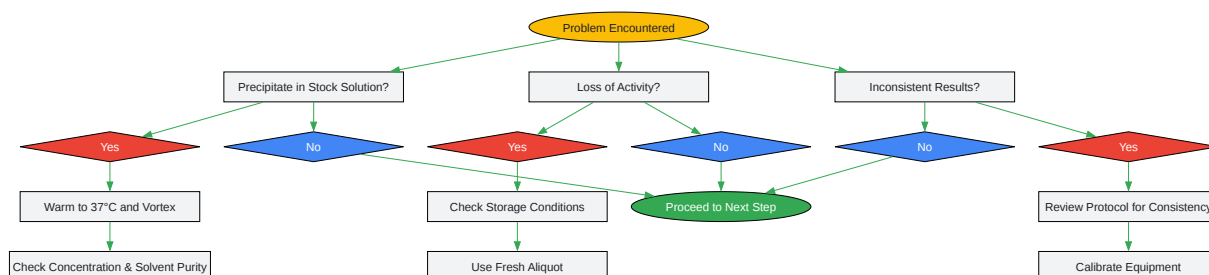 Problem Encountered
Precipitate in Stock Solution?
Loss of Activity?
Inconsistent Results?
Yes
No
Yes
No
No
Yes
Warm to 37°C and Vortex
Check Storage Conditions
Proceed to Next Step
Review Protocol for Consistency
Check Concentration & Solvent Purity
Use Fresh Aliquot
Calibrate Equipment